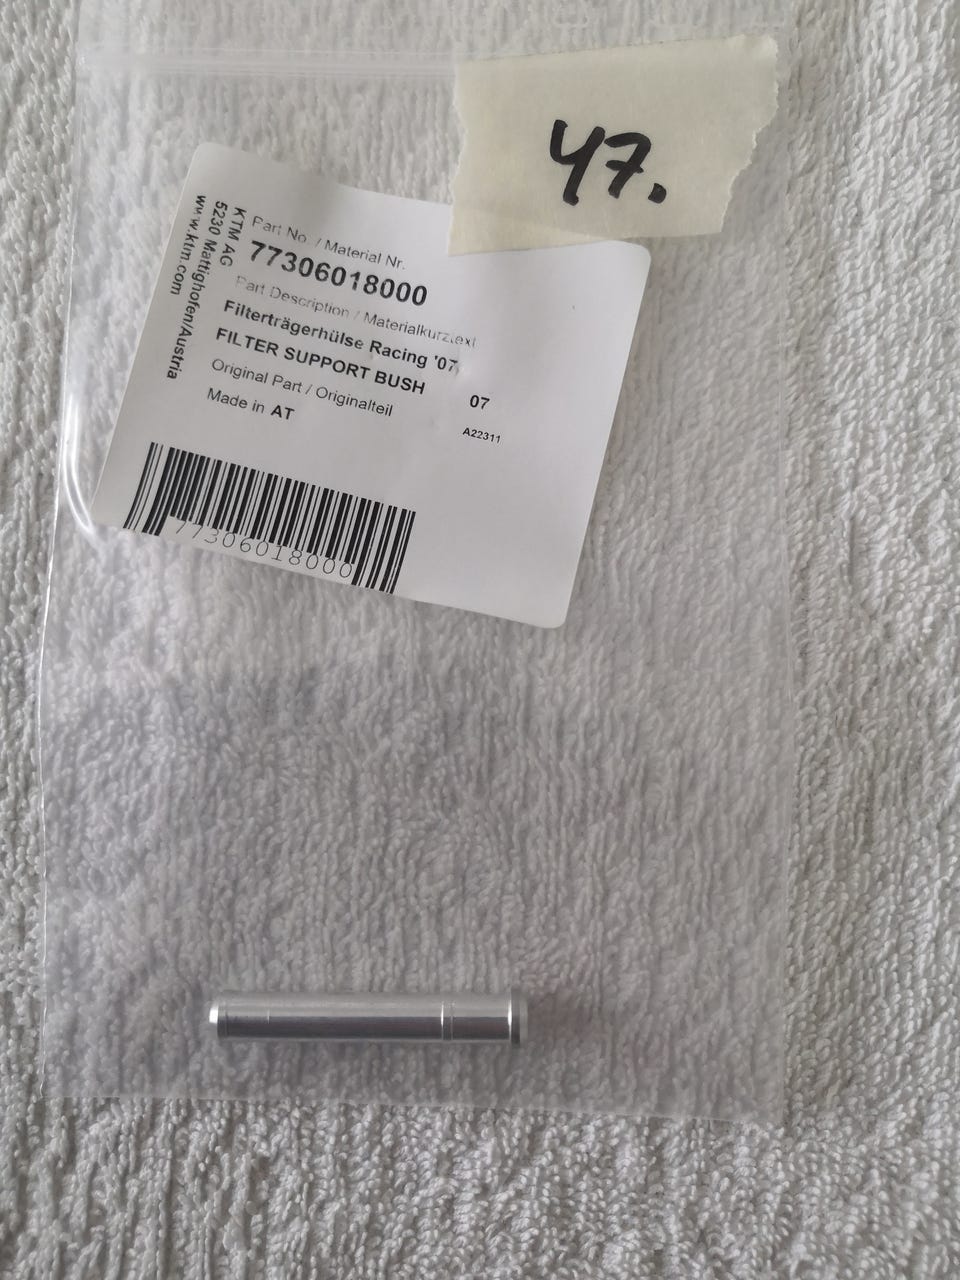 47.
Part No. / Material Nr.
77306018000
Part Description / Materialkurztext
Filterträgerhülse Racing '07
FILTER SUPPORT BUSH
07
Original Part / Originalteil
A22311
Made in AT
KTM AG
5230 Mattighofen/Austria
www.ktm.com
77306018000